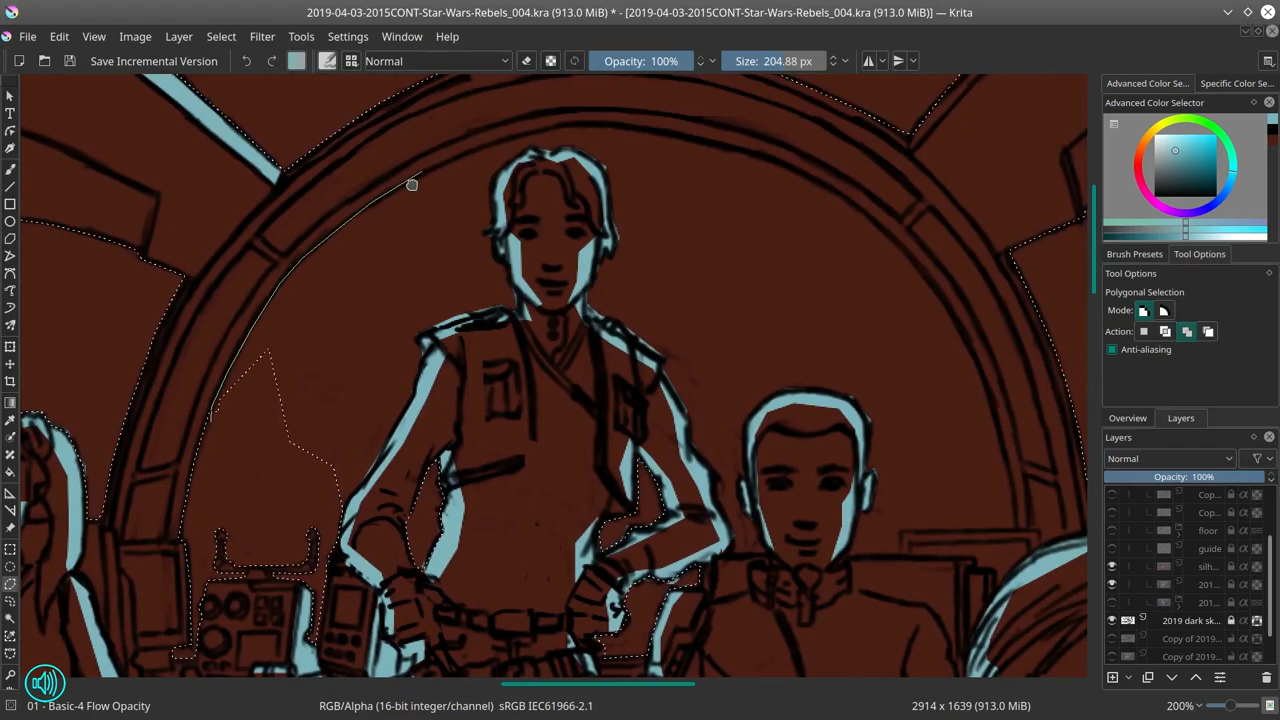 2019-04-03-2015CONT-Star-Wars-Rebels_004.kra (913.0 MiB) * - [2019-04-03-2015CONT-Star-Wars-Rebels_004.kra (913.0 MiB)] — Krita
File Edit View Image Layer Select Filter Tools Settings Window Help
Save Incremental Version Normal Opacity: 100% Size: 204.88 px
Advanced Color Se... Specific Color Se...
Advanced Color Selector
Brush Presets Tool Options
Tool Options
Polygonal Selection
Mode:
Action:
Anti-aliasing
Overview Layers
Layers
Normal
Opacity: 100%
Cop...
Cop...
floor
guide
silh...
201...
201...
2019 dark sk...
Copy of 2019...
Copy of 2019...
01 - Basic-4 Flow Opacity RGB/Alpha (16-bit integer/channel) sRGB IEC61966-2.1 2914 x 1639 (913.0 MiB) 200%